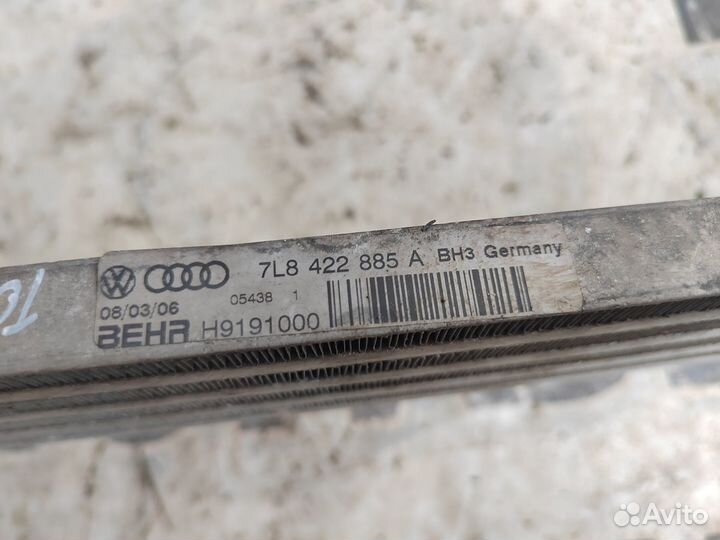 7L8 422 885 A BH3 Germany
08/03/06 05438 1
BEHR H9191000
Avito